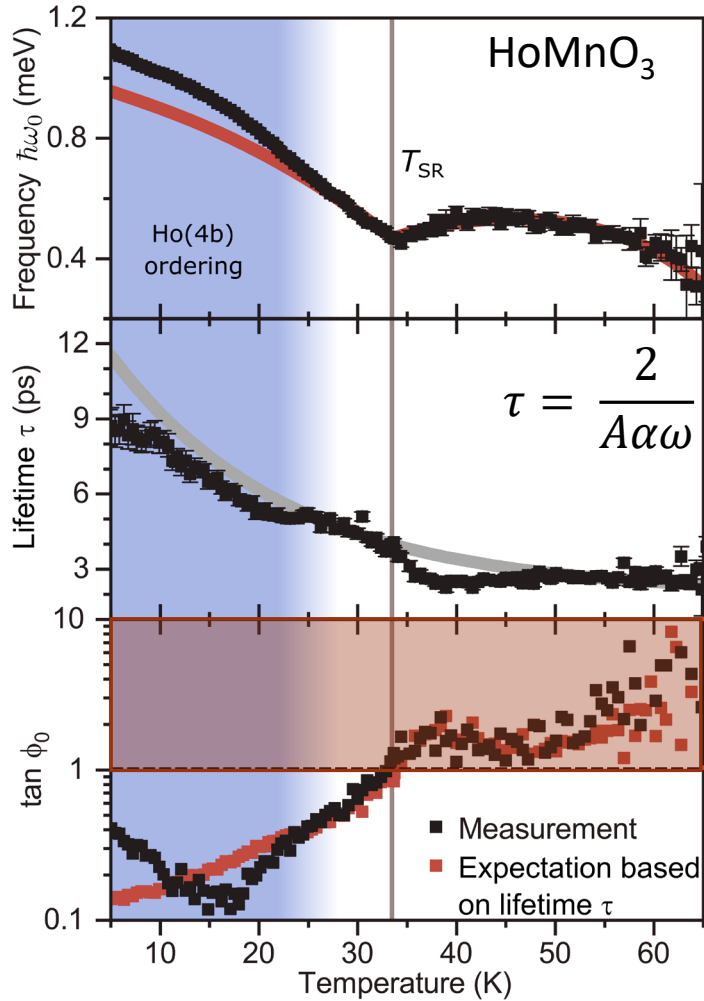 1.2
HoMnO₃
Frequency ℏω₀ (meV)
0.8
T_SR
Ho(4b)
ordering
0.4
12
Lifetime τ (ps)
τ = 2 / Aαω
9
6
3
10
tan ϕ₀
1
Measurement
Expectation based
on lifetime τ
0.1
10 20 30 40 50 60
Temperature (K)